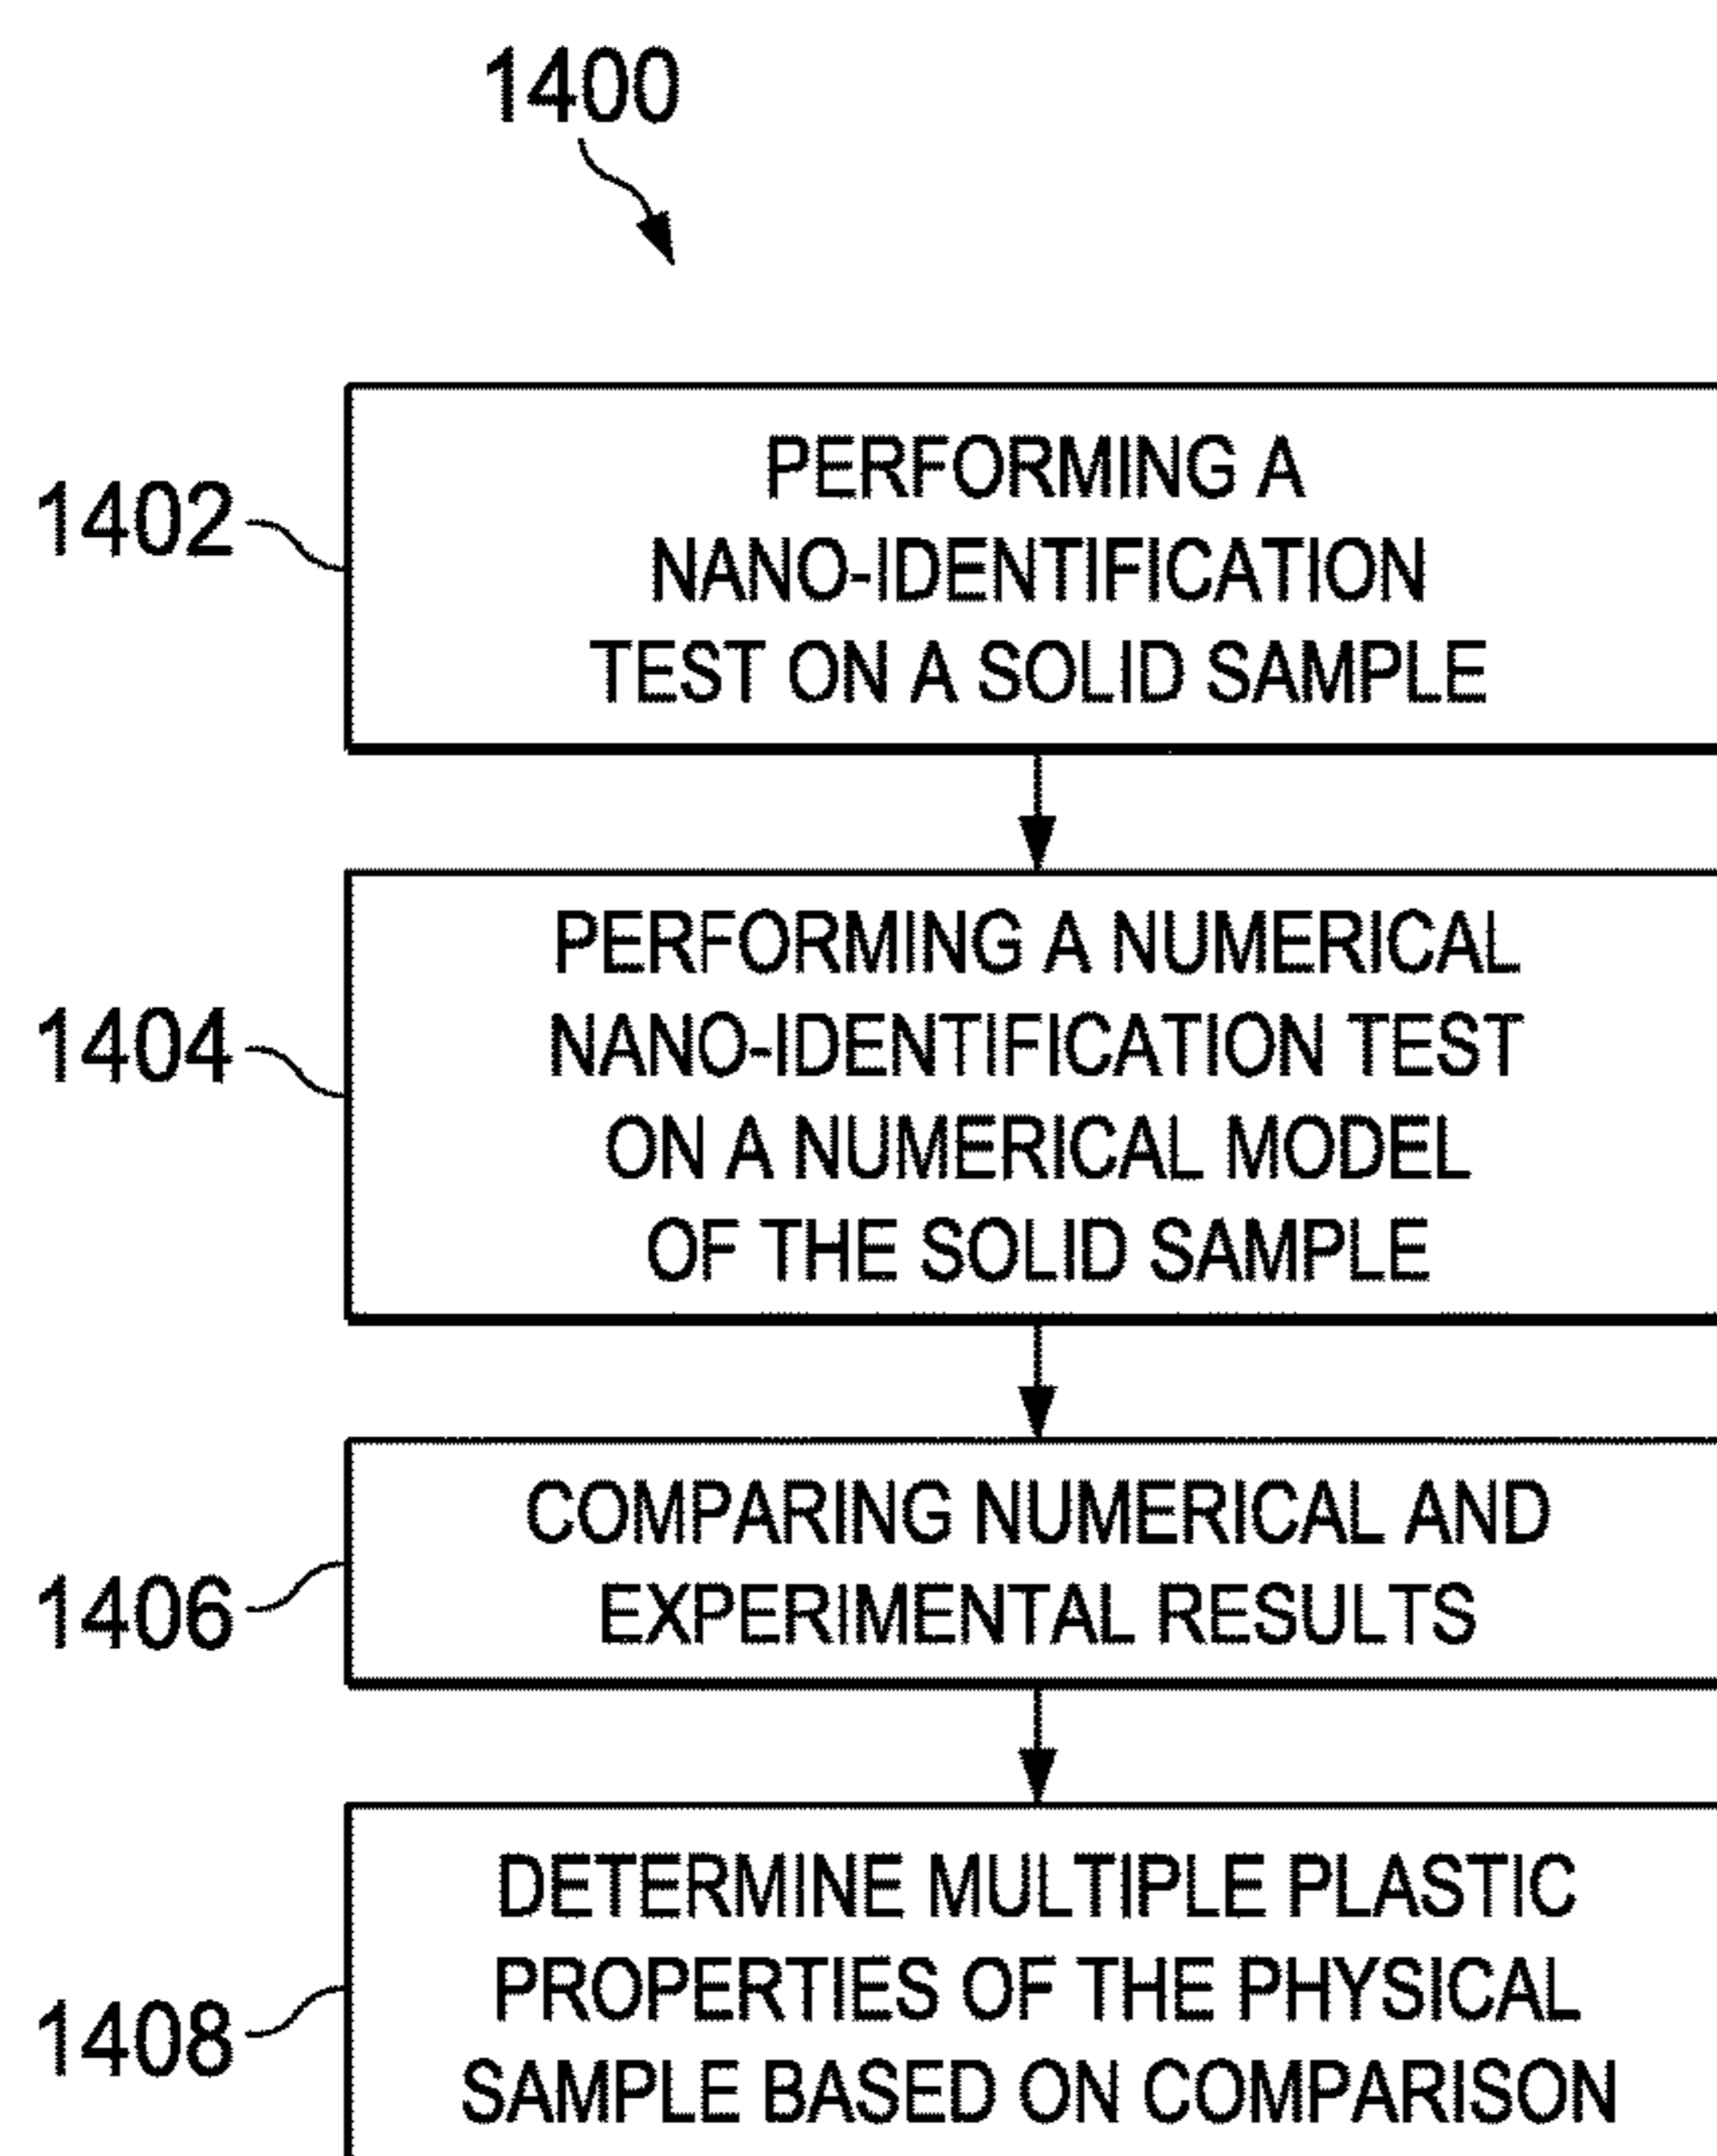 1400
1402
PERFORMING A
NANO-IDENTIFICATION
TEST ON A SOLID SAMPLE
1404
PERFORMING A NUMERICAL
NANO-IDENTIFICATION TEST
ON A NUMERICAL MODEL
OF THE SOLID SAMPLE
1406
COMPARING NUMERICAL AND
EXPERIMENTAL RESULTS
1408
DETERMINE MULTIPLE PLASTIC
PROPERTIES OF THE PHYSICAL
SAMPLE BASED ON COMPARISON